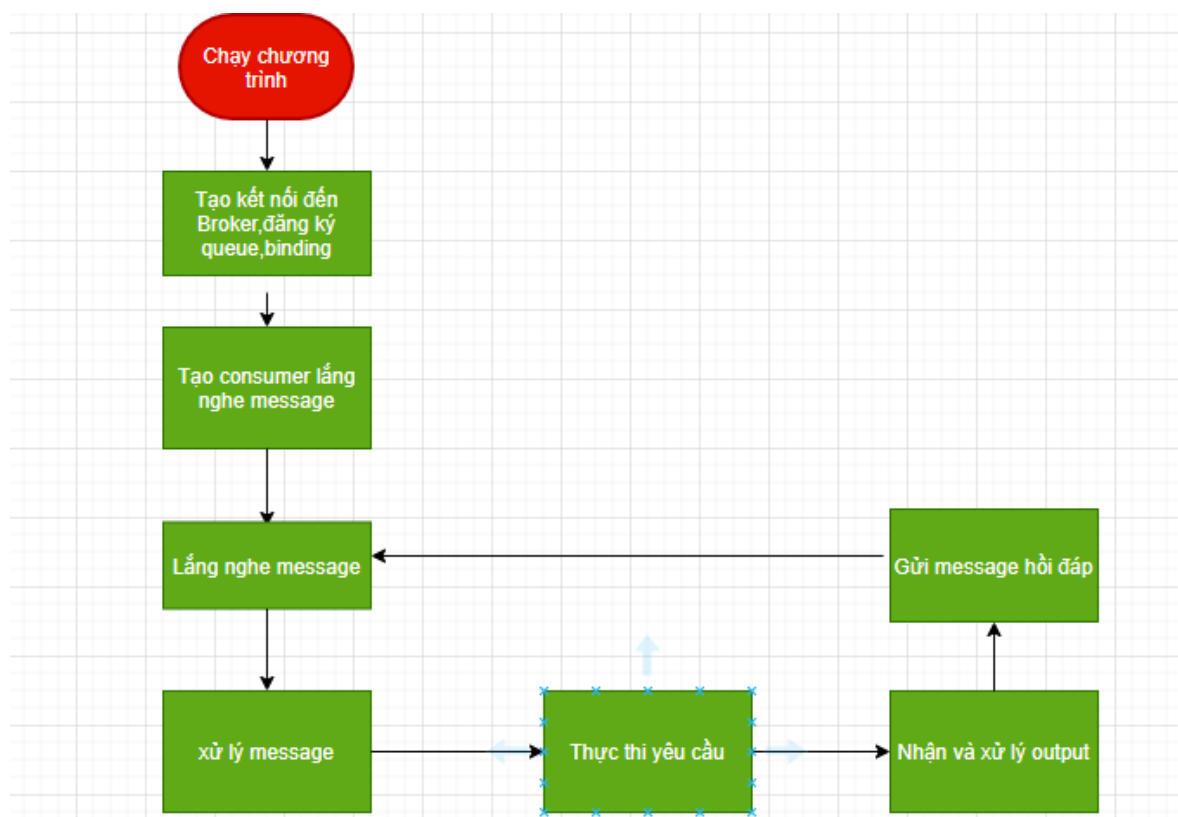 Chạy chương
trình
Tạo kết nối đến
Broker,đăng ký
queue,binding
Tạo consumer lắng
nghe message
Lắng nghe message
Gửi message hồi đáp
xử lý message
Thực thi yêu cầu
Nhận và xử lý output